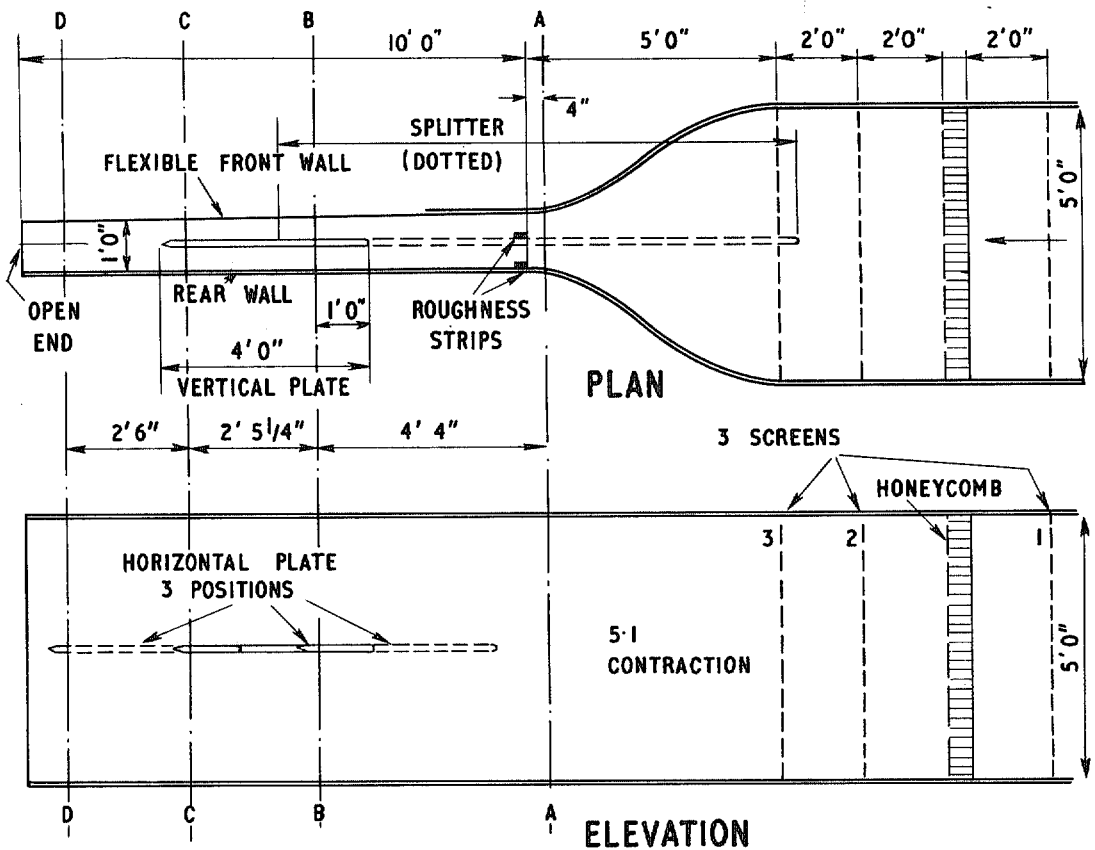 D C B A
10' 0" 5'0" 2'0" 2'0" 2'0"
4"
SPLITTER
(DOTTED)
FLEXIBLE FRONT WALL
1'0"
5'0"
REAR WALL
1'0"
OPEN
END
ROUGHNESS
STRIPS
4'0"
VERTICAL PLATE
PLAN
2'6" 2' 5 1/4" 4' 4"
3 SCREENS
HONEYCOMB
3 2 1
HORIZONTAL PLATE
3 POSITIONS
5·1
CONTRACTION
5'0"
D C B A
ELEVATION